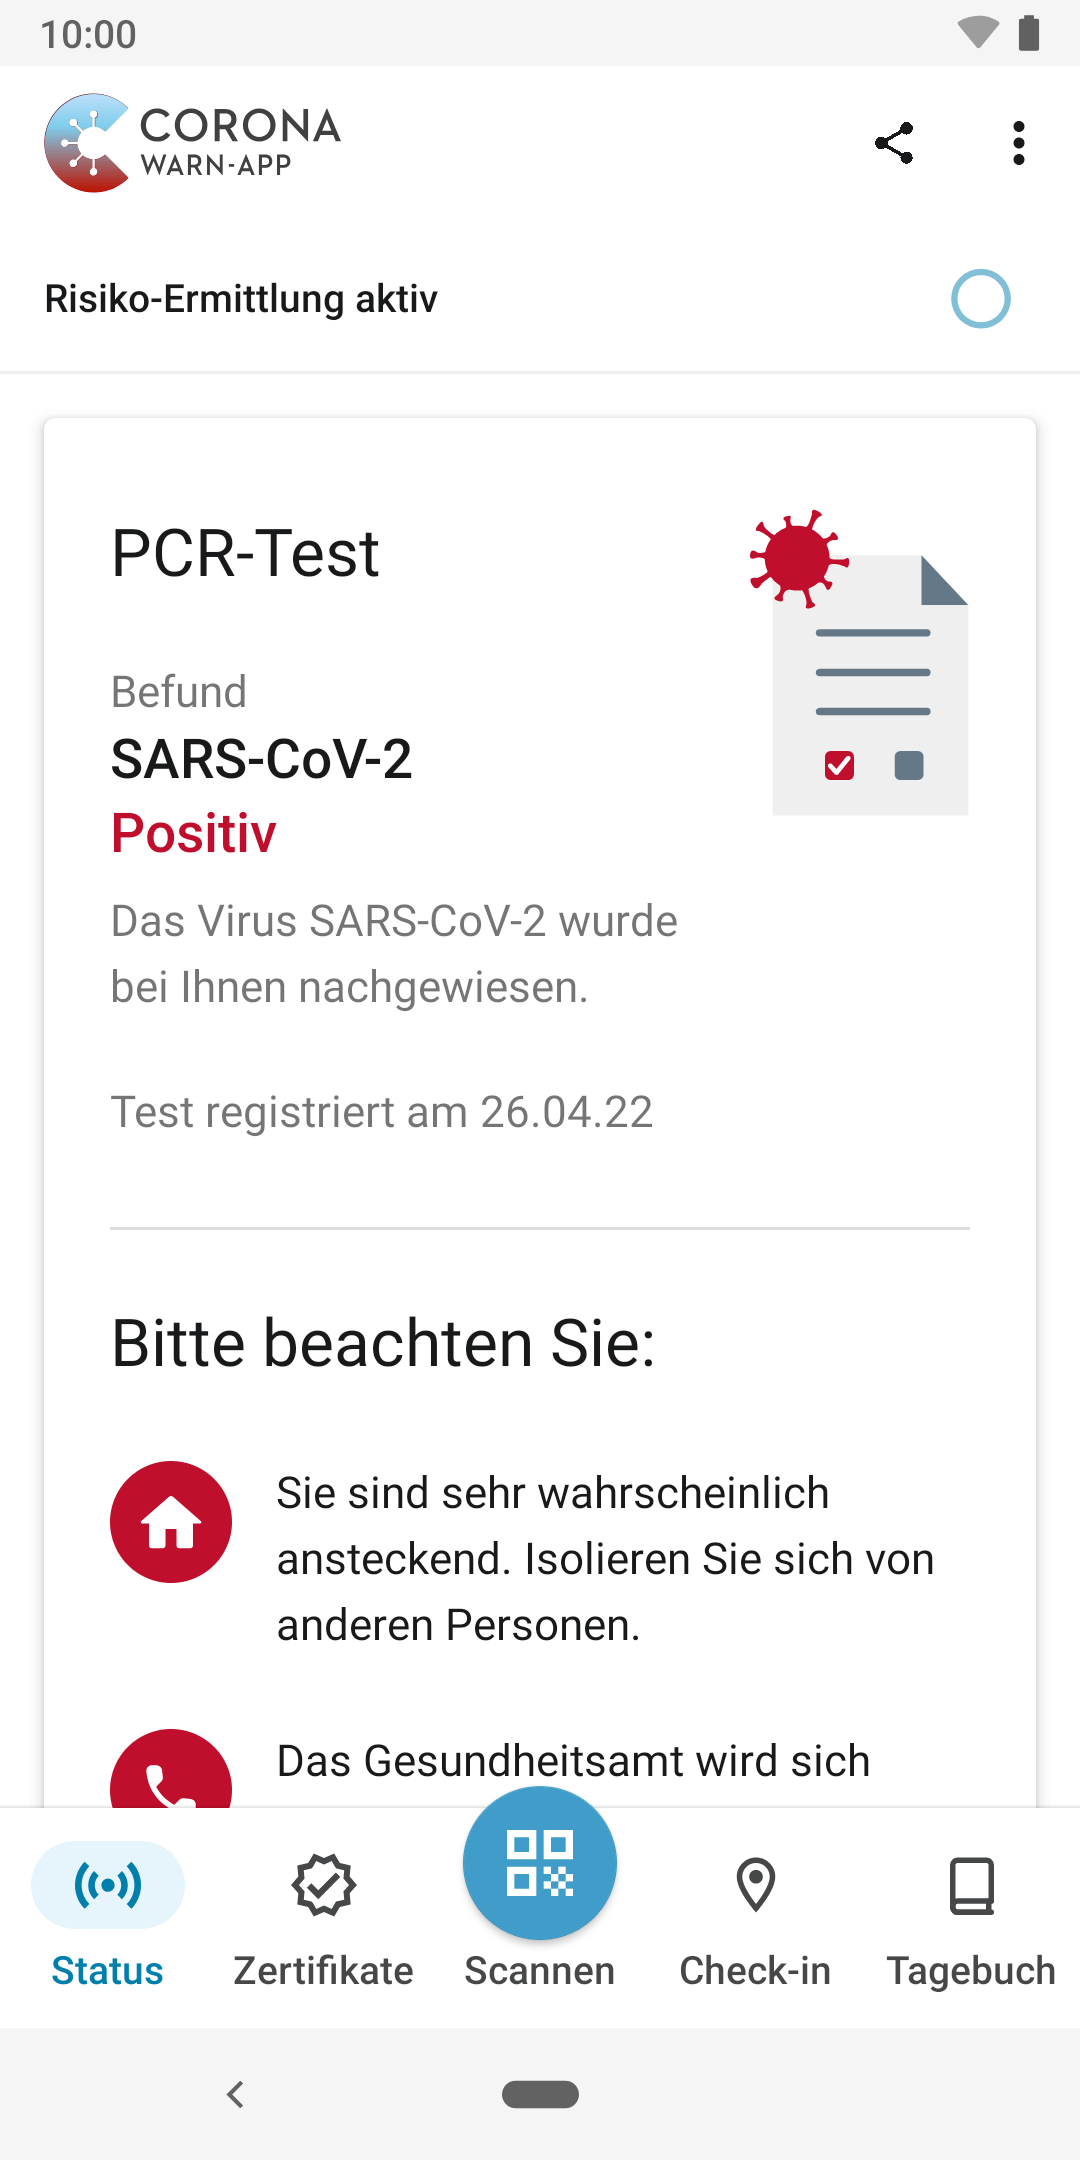 10:00
CORONA
WARN-APP
Risiko-Ermittlung aktiv
PCR-Test
Befund
SARS-CoV-2
Positiv
Das Virus SARS-CoV-2 wurde
bei Ihnen nachgewiesen.
Test registriert am 26.04.22
Bitte beachten Sie:
Sie sind sehr wahrscheinlich
ansteckend. Isolieren Sie sich von
anderen Personen.
Das Gesundheitsamt wird sich
Status
Zertifikate
Scannen
Check-in
Tagebuch